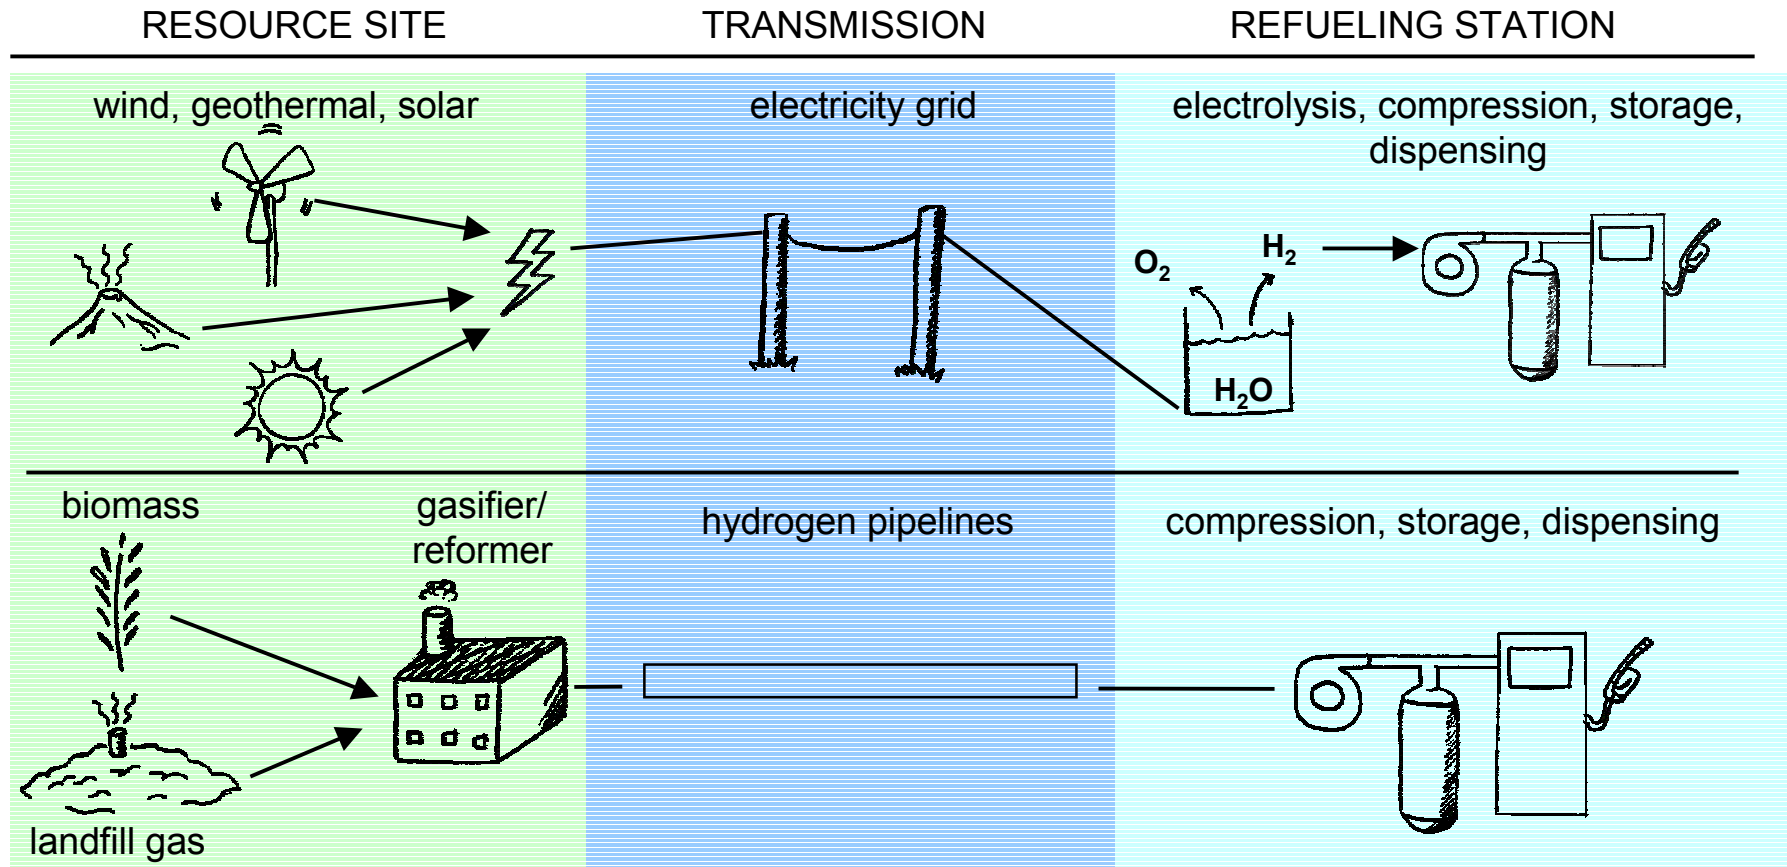 RESOURCE SITE
TRANSMISSION
REFUELING STATION
wind, geothermal, solar
electricity grid
electrolysis, compression, storage,
dispensing
O₂
H₂
H₂O
biomass
gasifier/
reformer
hydrogen pipelines
compression, storage, dispensing
landfill gas